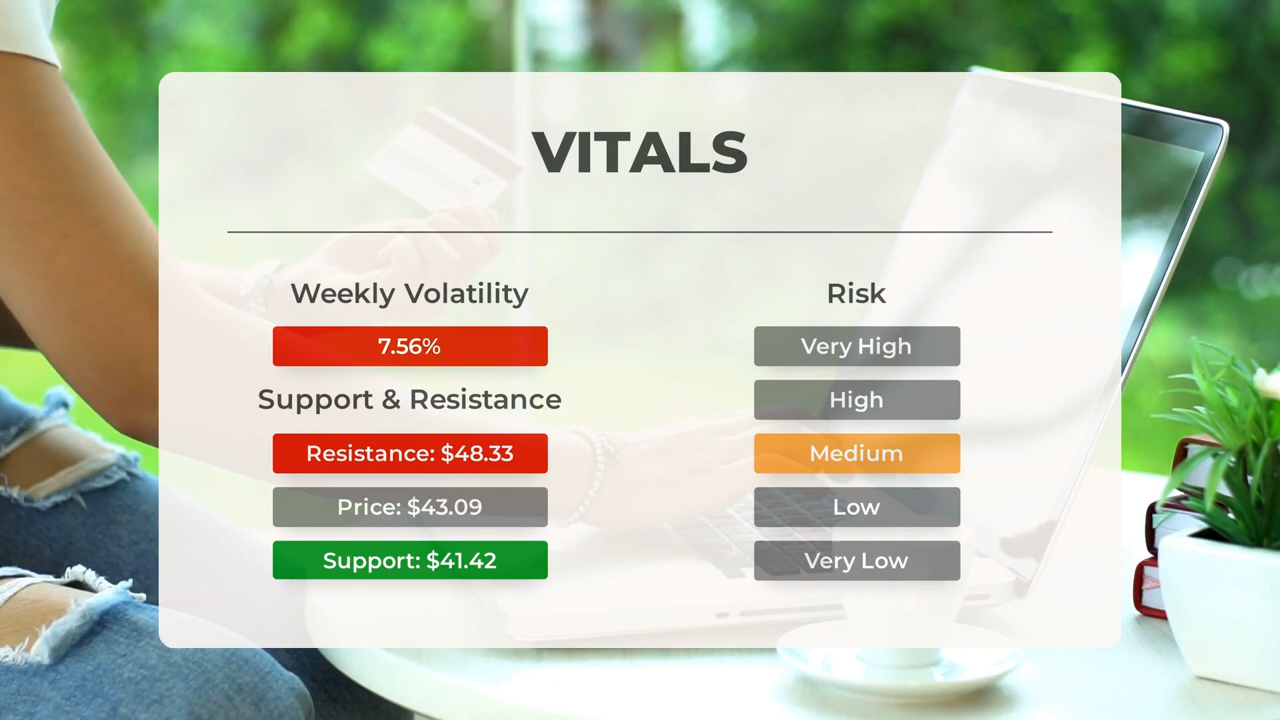 VITALS
Weekly Volatility
7.56%
Support & Resistance
Resistance: $48.33
Price: $43.09
Support: $41.42
Risk
Very High
High
Medium
Low
Very Low